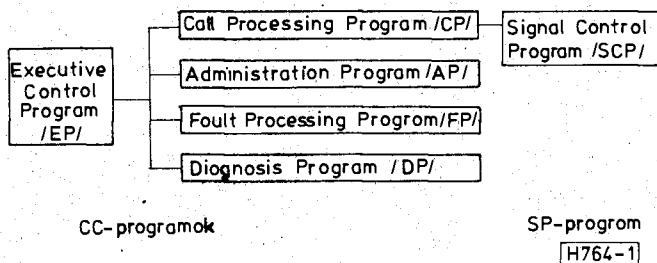 Call Processing Program /CP/
Signal Control
Program /SCP/
Executive
Control
Program
/EP/
Administration Program /AP/
Foult Processing Progrom /FP/
Diagnosis Program /DP/
CC-programok
SP-progrom
H764-1